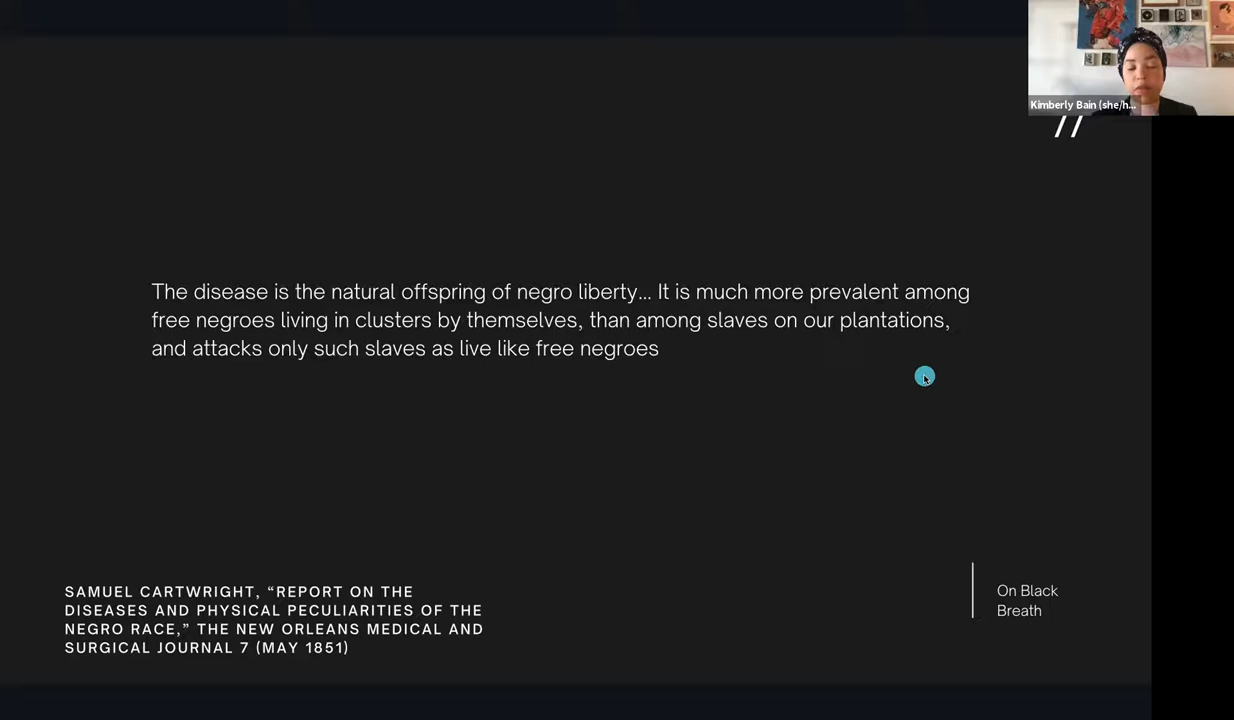 Kimberly Bain (she/h...
//
The disease is the natural offspring of negro liberty... It is much more prevalent among
free negroes living in clusters by themselves, than among slaves on our plantations,
and attacks only such slaves as live like free negroes
SAMUEL CARTWRIGHT, “REPORT ON THE
DISEASES AND PHYSICAL PECULIARITIES OF THE
NEGRO RACE,” THE NEW ORLEANS MEDICAL AND
SURGICAL JOURNAL 7 (MAY 1851)
On Black
Breath